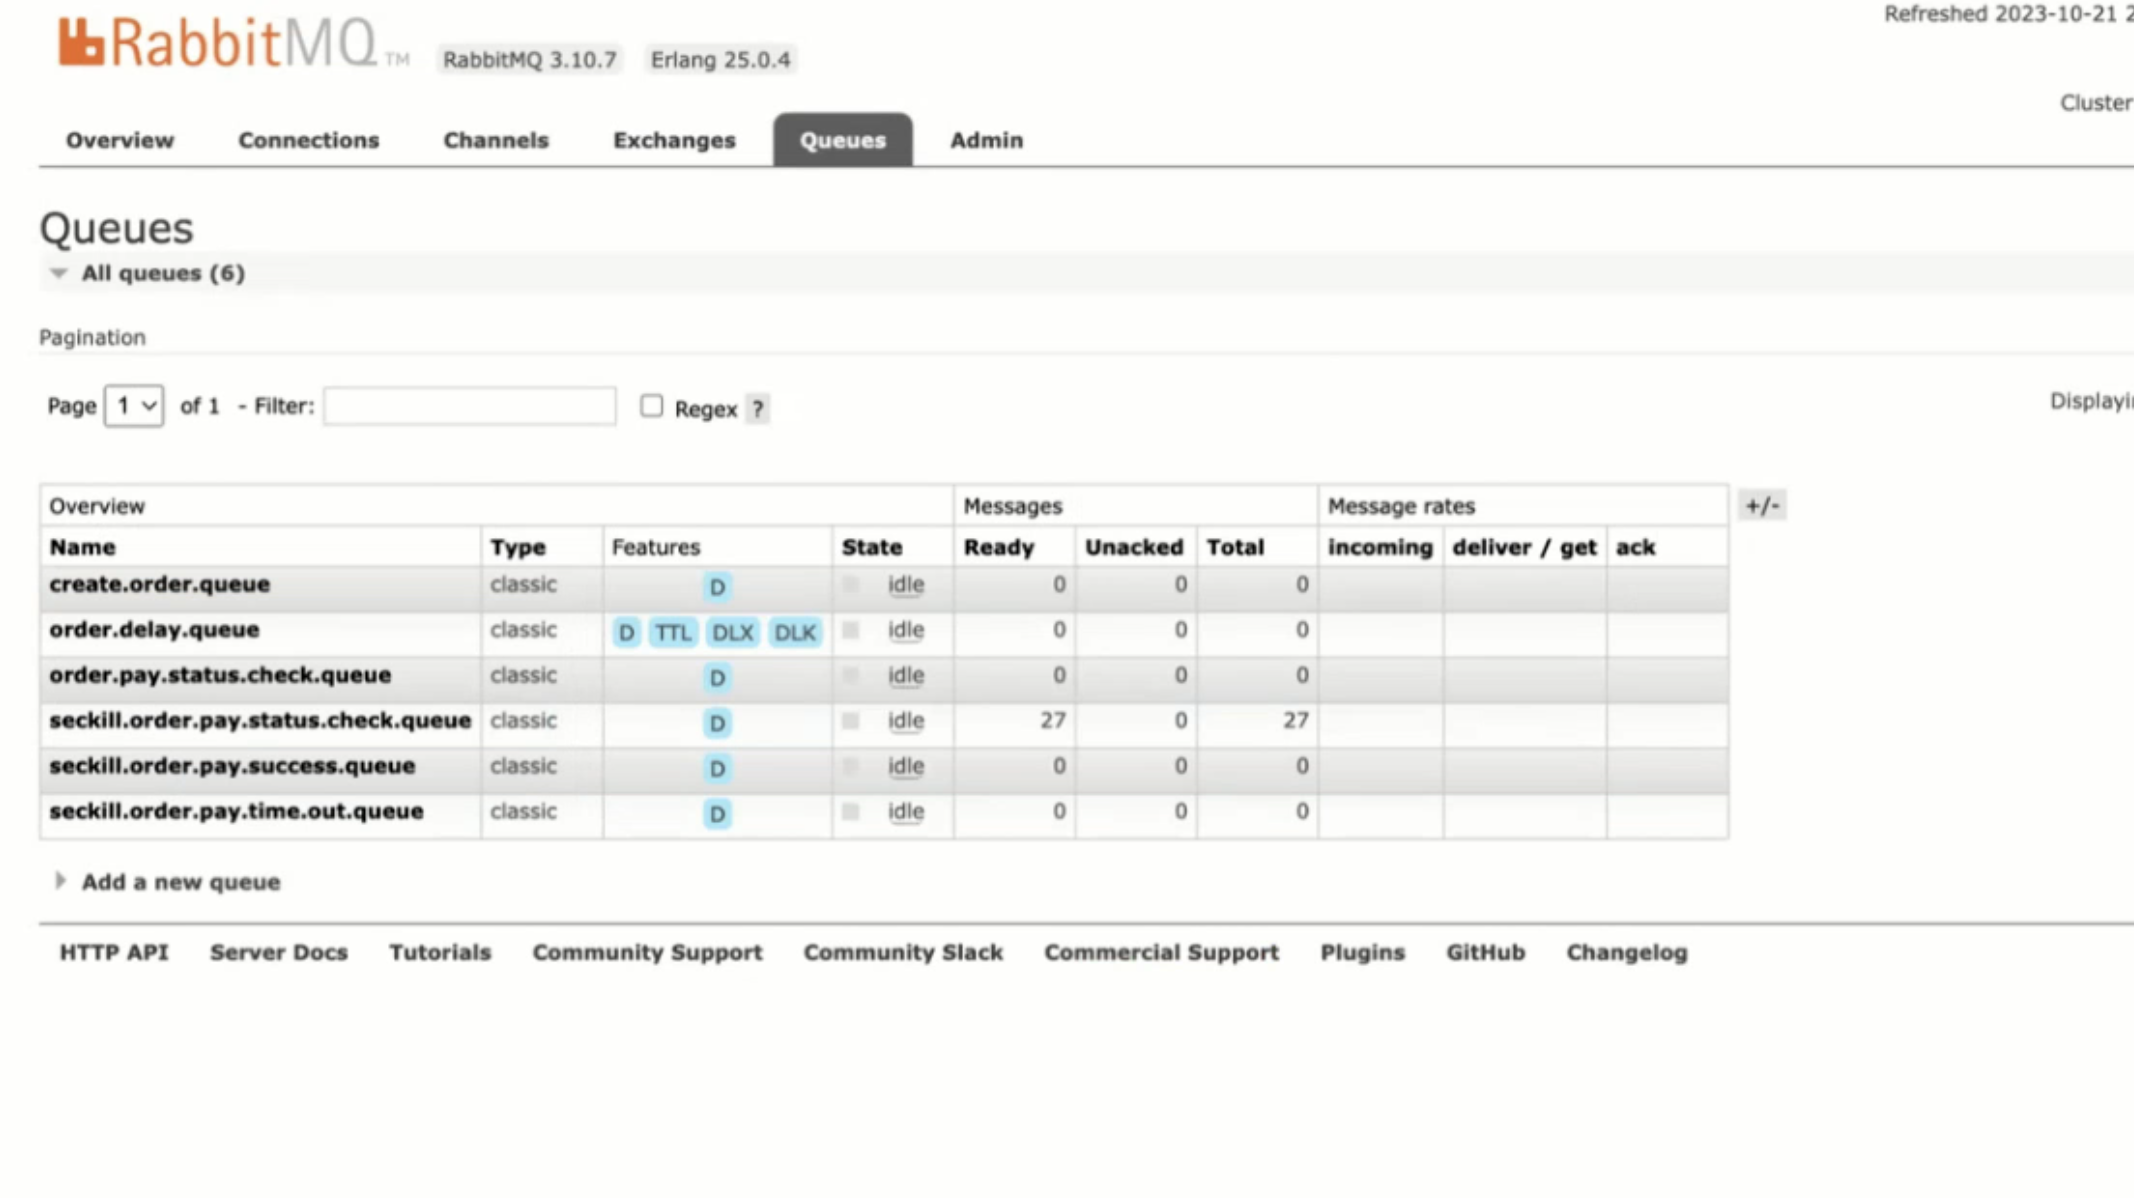 Refreshed 2023-10-21 2
RabbitMQ TM RabbitMQ 3.10.7 Erlang 25.0.4
Cluster
Overview Connections Channels Exchanges Queues Admin
Queues
All queues (6)
Pagination
Page 1 of 1 - Filter: Regex ?
Displayi
Overview Messages Message rates +/-
Name Type Features State Ready Unacked Total incoming deliver / get ack
create.order.queue classic D idle 0 0 0
order.delay.queue classic D TTL DLX DLK idle 0 0 0
order.pay.status.check.queue classic D idle 0 0 0
seckill.order.pay.status.check.queue classic D idle 27 0 27
seckill.order.pay.success.queue classic D idle 0 0 0
seckill.order.pay.time.out.queue classic D idle 0 0 0
Add a new queue
HTTP API Server Docs Tutorials Community Support Community Slack Commercial Support Plugins GitHub Changelog